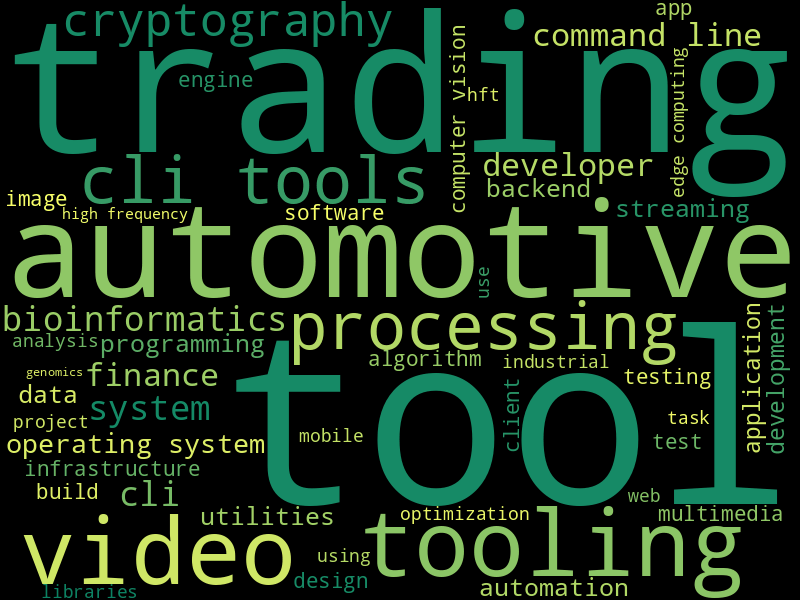 cryptography
app
trading
command line
engine
computer vision
hft
edge computing
cli tools
developer
image
backend
high frequency
software
streaming
automotive
use
bioinformatics
processing
application
development
analysis
programming
algorithm
industrial
genomics
finance
testing
data
tool
client
system
project
mobile
task
operating system
test
infrastructure
build
cli
web
utilities
optimization
multimedia
video
tooling
using
design
automation
libraries